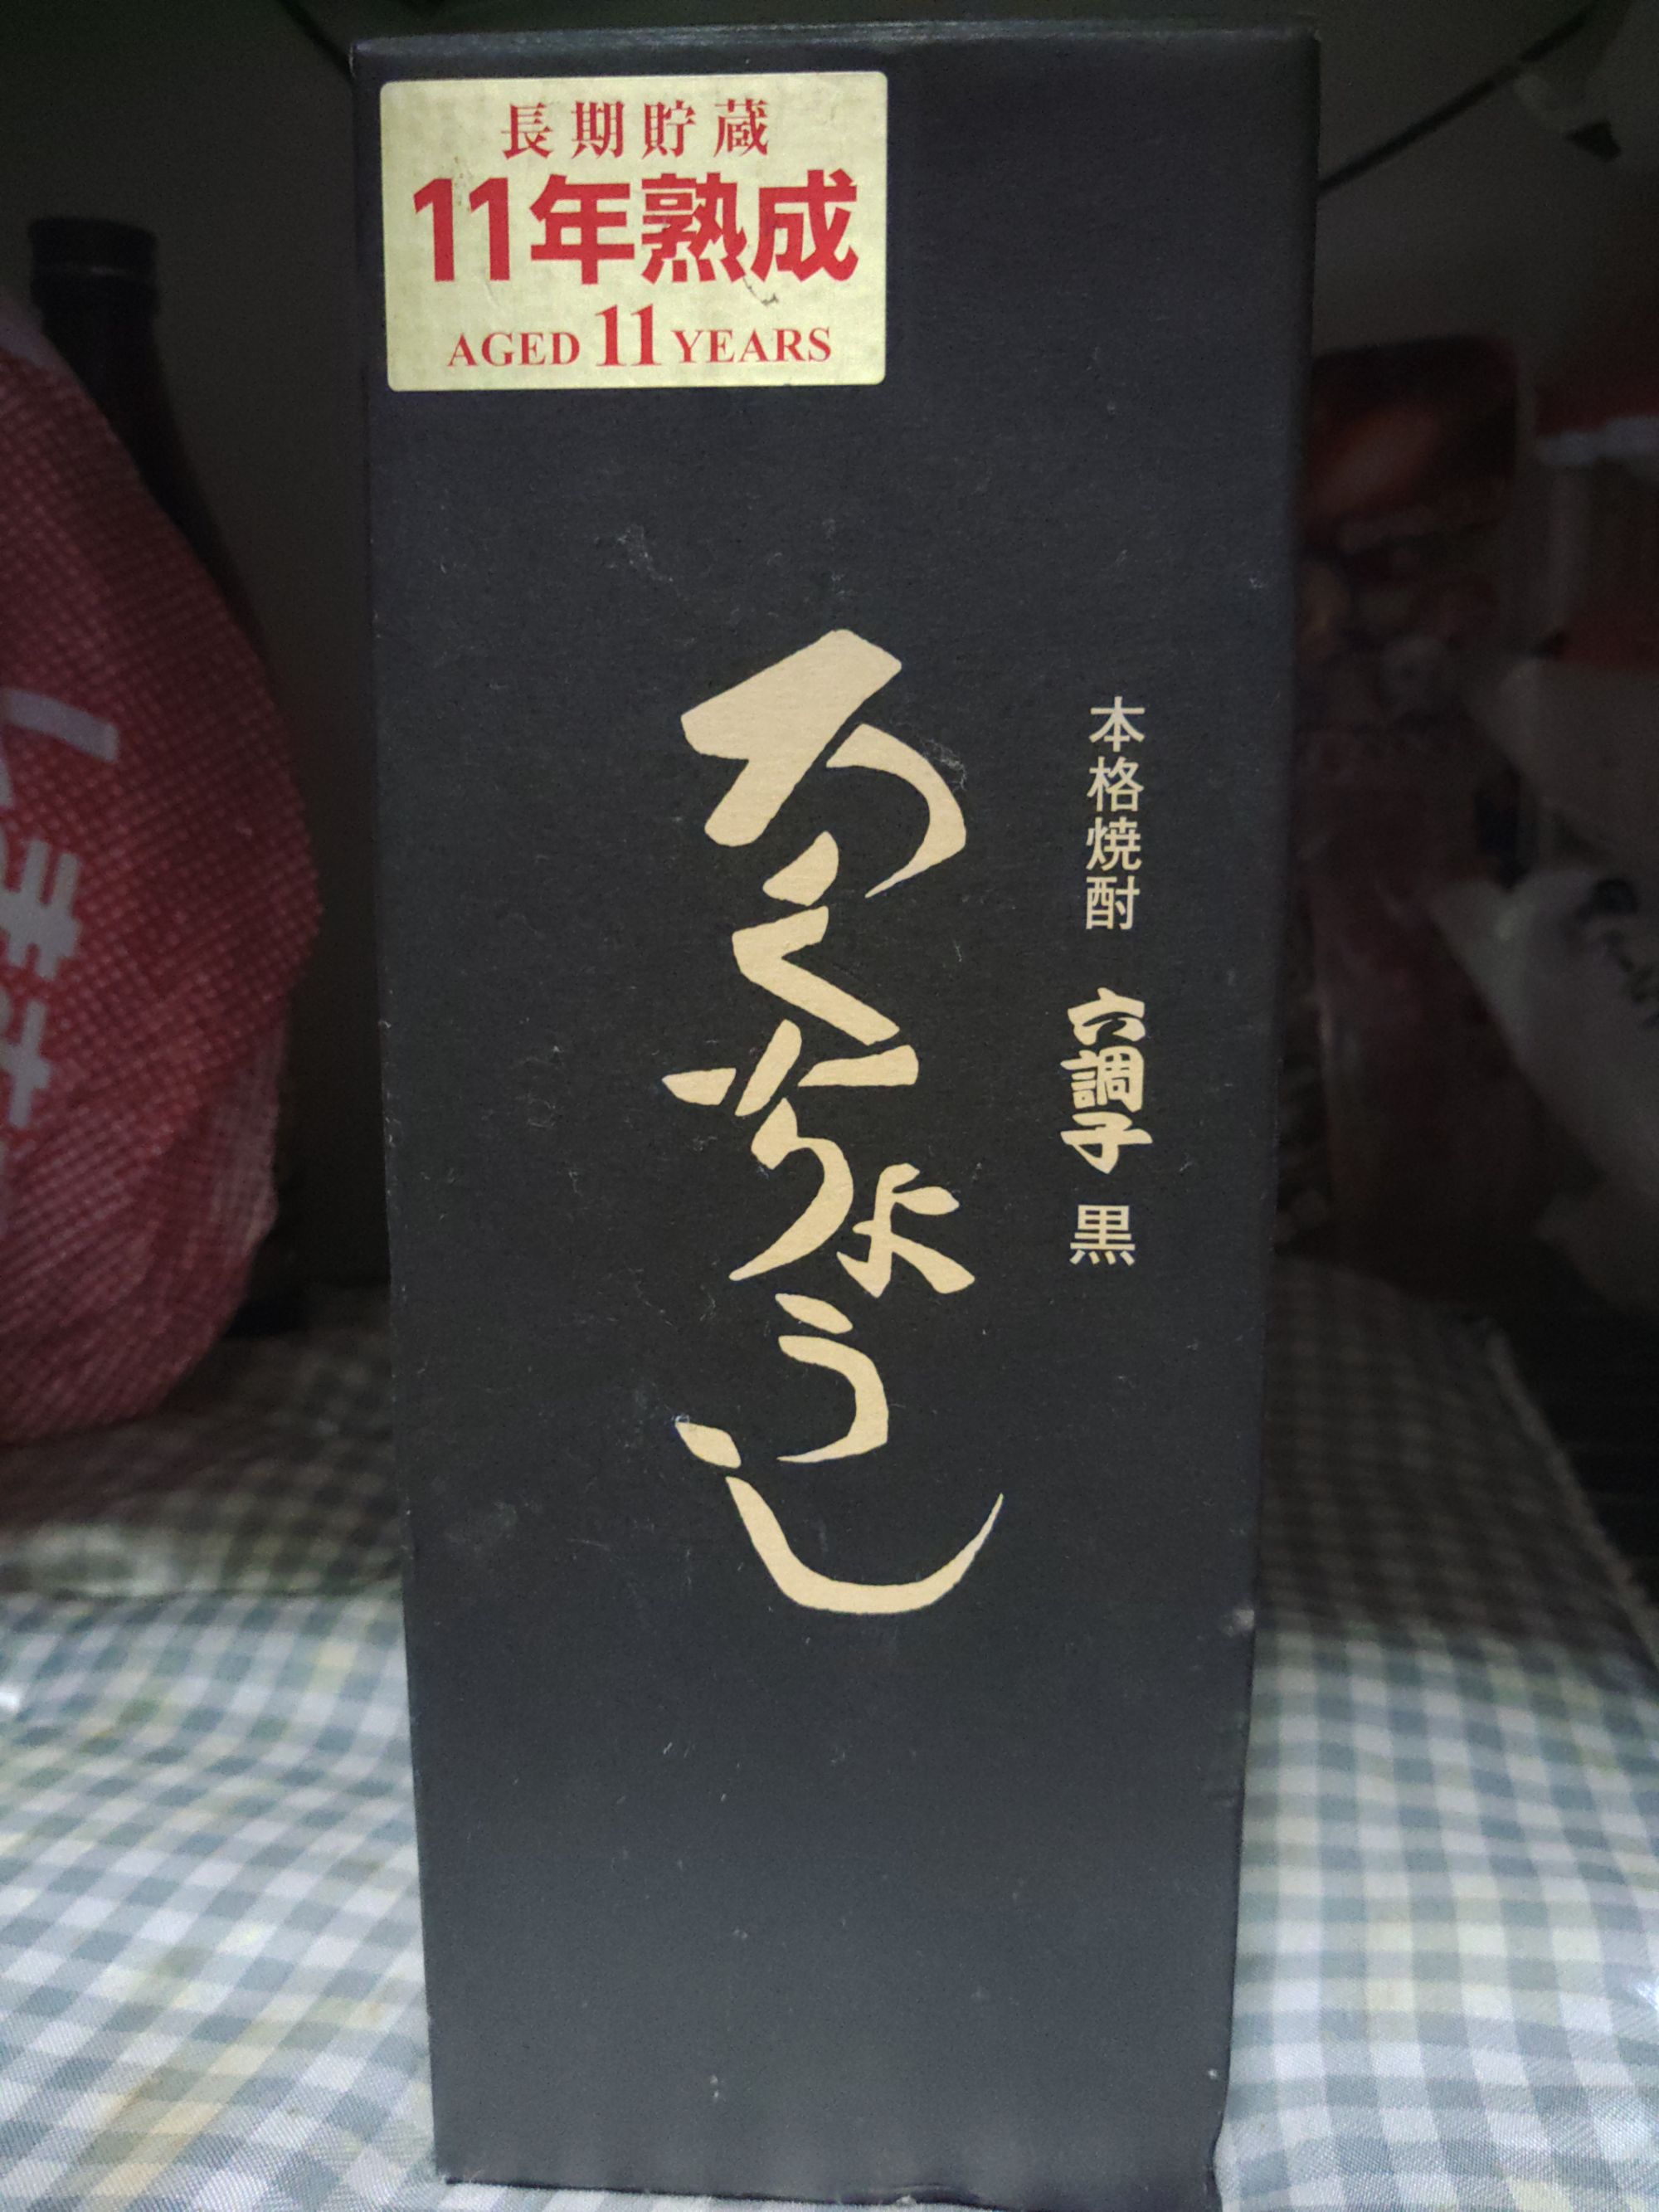 長期貯蔵
11年熟成
AGED 11 YEARS
本格焼酎 六調子 黒
ろくちょうし